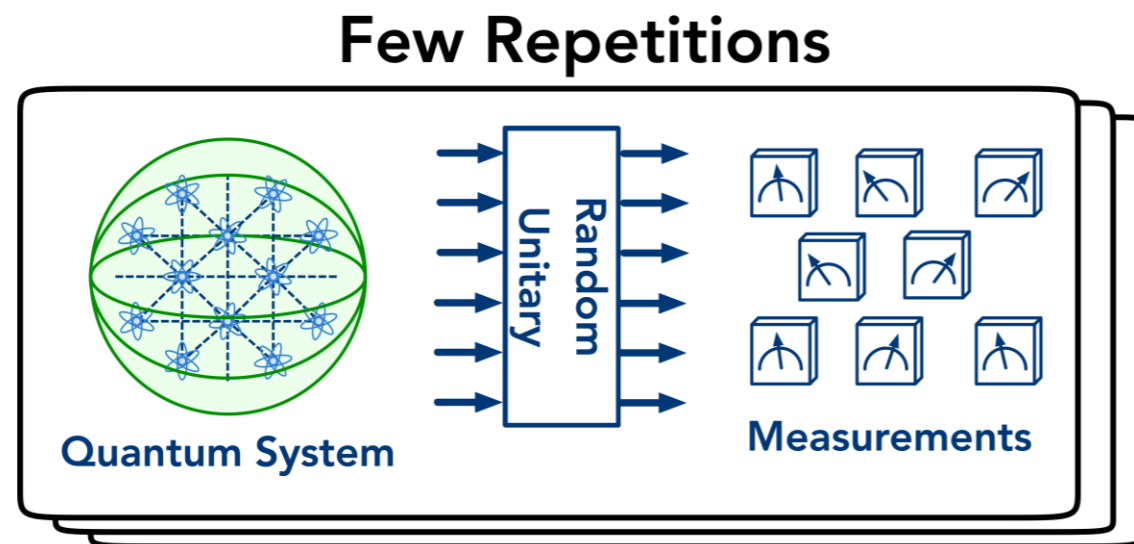 Few Repetitions
Random
Unitary
Quantum System
Measurements